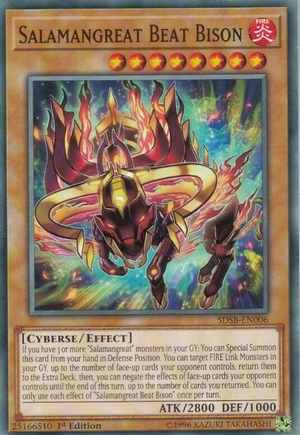 SALAMANGREAT BEAT BISON
FIRE
炎
SDSB-EN006
[CYBERSE/EFFECT]
If you have 3 or more "Salamangreat" monsters in your GY: You can Special Summon
this card from your hand in Defense Position. You can target FIRE Link Monsters in
your GY, up to the number of face-up cards your opponent controls; return them
to the Extra Deck, then, you can negate the effects of face-up cards your opponent
controls until the end of this turn, up to the number of cards you returned. You can
only use each effect of "Salamangreat Beat Bison" once per turn.
ATK/2800 DEF/1000
25166510 1st Edition ©1996 KAZUKI TAKAHASHI